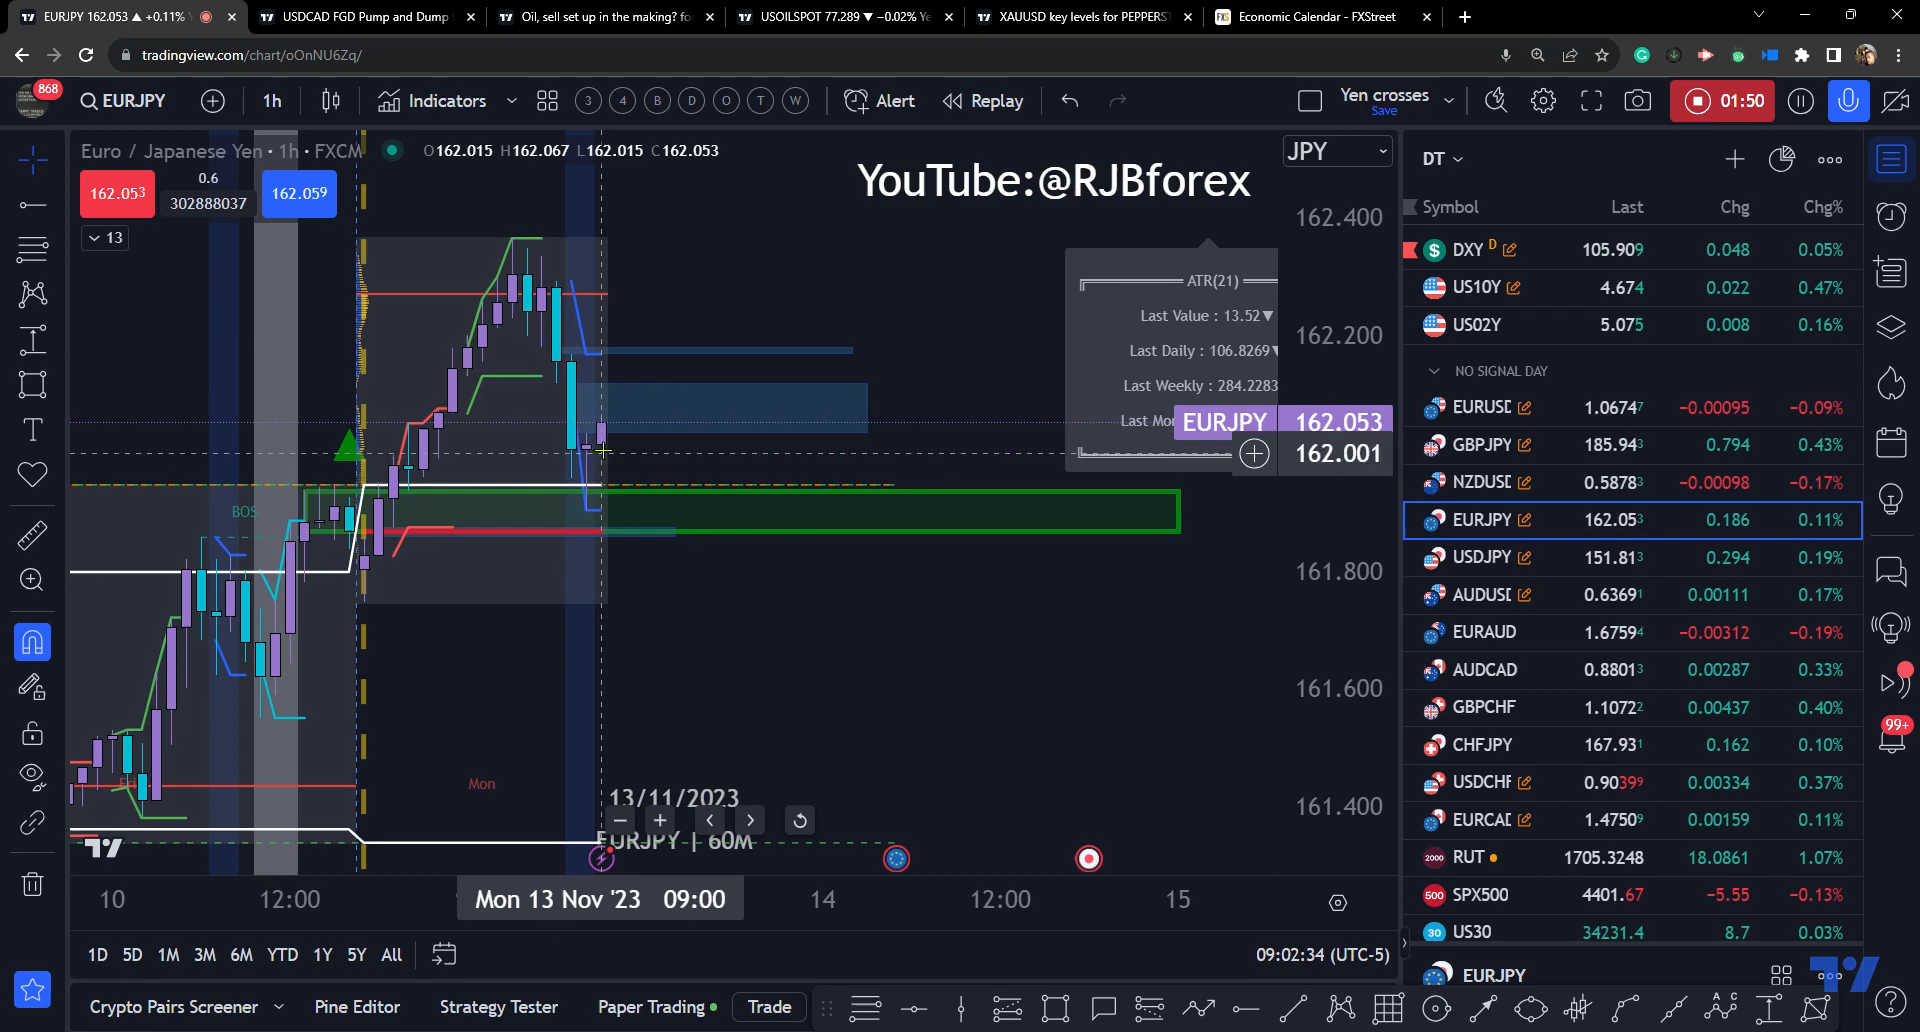 EURJPY 162.053 ▲ +0.11%
USDCAD FGD Pump and Dump
Oil, sell set up in the making? fo
USOILSPOT 77.289 ▼ −0.02% Ye
XAUUSD key levels for PEPPERS
Economic Calendar - FXStreet
tradingview.com/chart/oOnNU6Zq/
868
EURJPY
1h
Indicators
3 4 B D O T W
Alert
Replay
Yen crosses
Save
01:50
Euro / Japanese Yen · 1h · FXCM
O162.015 H162.067 L162.015 C162.053
162.053
0.6
302888037
162.059
13
YouTube:@RJBforex
JPY
162.400
162.200
ATR(21)
Last Value : 13.52▼
Last Daily : 106.8269▼
Last Weekly : 284.2283
Last Mo
EURJPY 162.053
162.001
BOS
161.800
161.600
161.400
Fri
Mon
13/11/2023
EURJPY | 60M
10
12:00
Mon 13 Nov '23 09:00
14
12:00
15
1D 5D 1M 3M 6M YTD 1Y 5Y All
09:02:34 (UTC-5)
Crypto Pairs Screener
Pine Editor
Strategy Tester
Paper Trading
Trade
DT
Symbol Last Chg Chg%
DXY D 105.909 0.048 0.05%
US10Y 4.674 0.022 0.47%
US02Y 5.075 0.008 0.16%
NO SIGNAL DAY
EURUSD 1.06747 −0.00095 −0.09%
GBPJPY 185.943 0.794 0.43%
NZDUSD 0.58783 −0.00098 −0.17%
EURJPY 162.053 0.186 0.11%
USDJPY 151.813 0.294 0.19%
AUDUSD 0.63691 0.00111 0.17%
EURAUD 1.67594 −0.00312 −0.19%
AUDCAD 0.88013 0.00287 0.33%
GBPCHF 1.10722 0.00437 0.40%
CHFJPY 167.931 0.162 0.10%
USDCHF 0.90399 0.00334 0.37%
EURCAD 1.47509 0.00159 0.11%
2000 RUT 1705.3248 18.0861 1.07%
500 SPX500 4401.67 −5.55 −0.13%
30 US30 34231.4 8.7 0.03%
EURJPY
99+